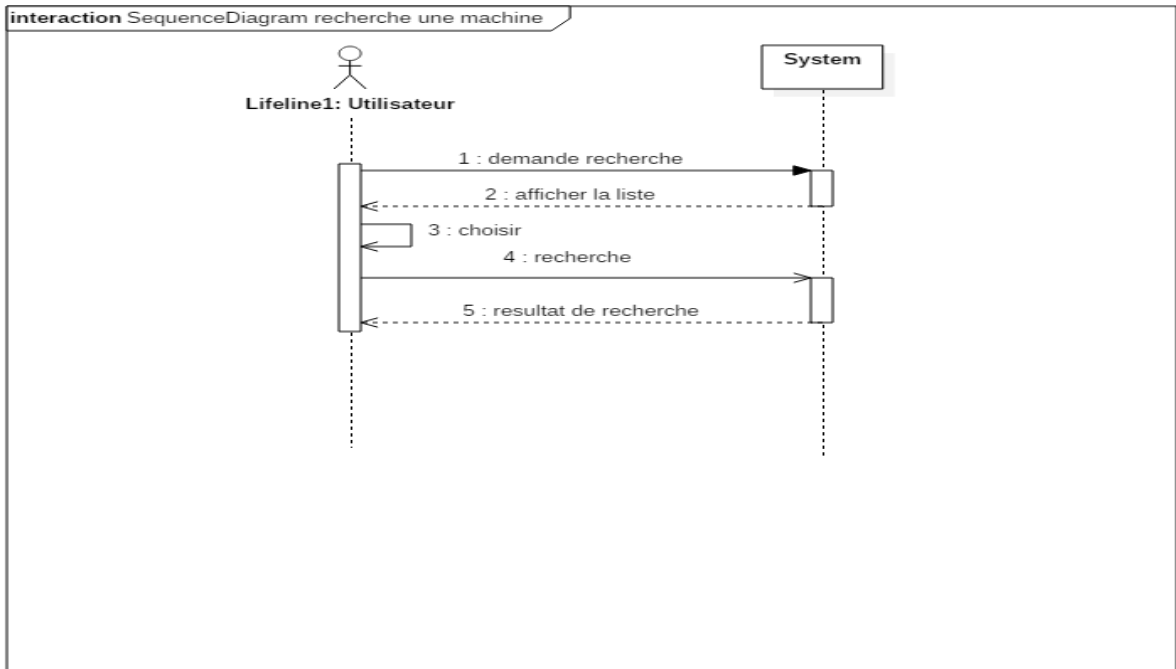 interaction SequenceDiagram recherche une machine
System
Lifeline1: Utilisateur
1 : demande recherche
2 : afficher la liste
3 : choisir
4 : recherche
5 : resultat de recherche